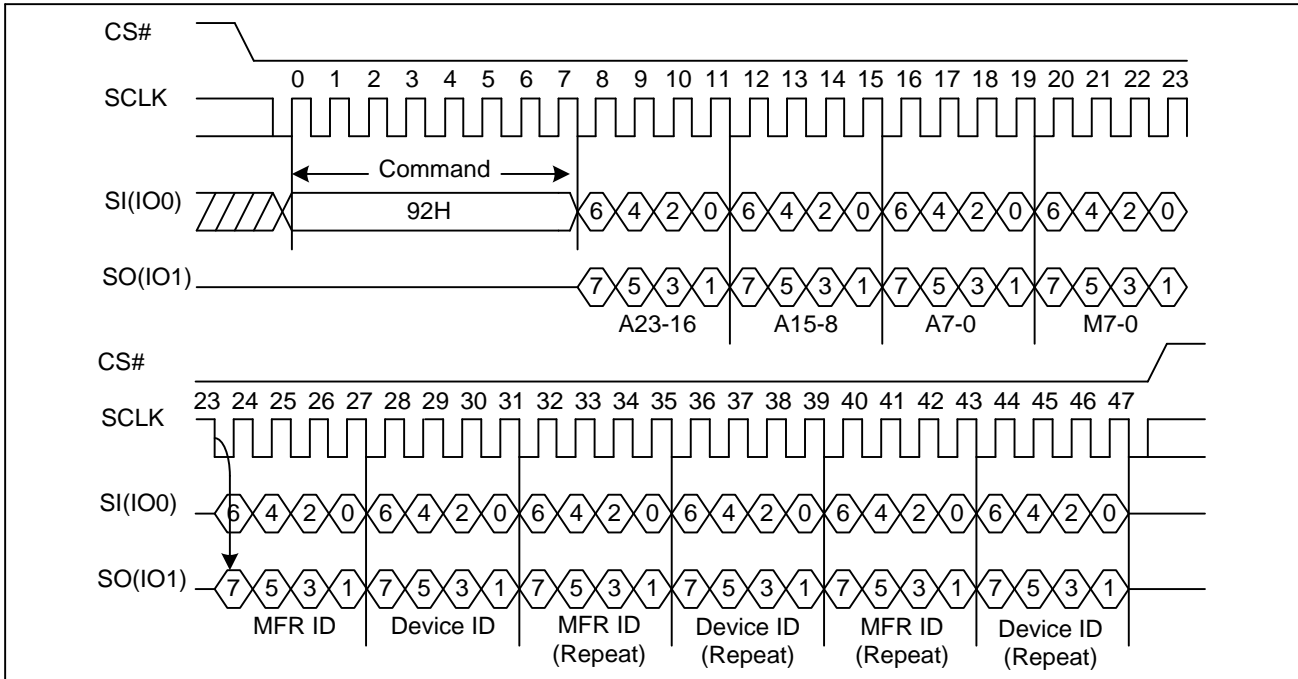 CS#
0 1 2 3 4 5 6 7 8 9 10 11 12 13 14 15 16 17 18 19 20 21 22 23
SCLK
Command
SI(IO0) 92H 6 4 2 0 6 4 2 0 6 4 2 0 6 4 2 0
SO(IO1) 7 5 3 1 7 5 3 1 7 5 3 1 7 5 3 1
A23-16 A15-8 A7-0 M7-0
CS#
23 24 25 26 27 28 29 30 31 32 33 34 35 36 37 38 39 40 41 42 43 44 45 46 47
SCLK
SI(IO0) 6 4 2 0 6 4 2 0 6 4 2 0 6 4 2 0 6 4 2 0 6 4 2 0
SO(IO1) 7 5 3 1 7 5 3 1 7 5 3 1 7 5 3 1 7 5 3 1 7 5 3 1
MFR ID Device ID MFR ID Device ID MFR ID Device ID
(Repeat) (Repeat) (Repeat) (Repeat)